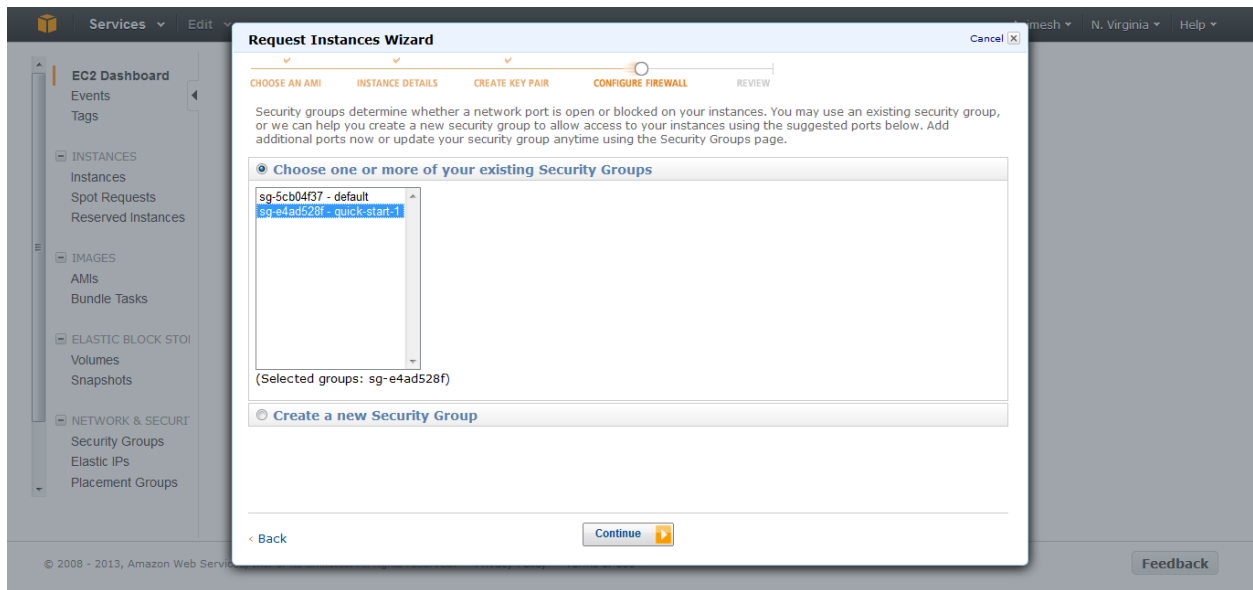 Services Edit imesh N. Virginia Help
Request Instances Wizard
Cancel
CHOOSE AN AMI INSTANCE DETAILS CREATE KEY PAIR CONFIGURE FIREWALL REVIEW
Security groups determine whether a network port is open or blocked on your instances. You may use an existing security group,
or we can help you create a new security group to allow access to your instances using the suggested ports below. Add
additional ports now or update your security group anytime using the Security Groups page.
Choose one or more of your existing Security Groups
sg-5cb04f37 - default
sg-e4ad528f - quick-start-1
(Selected groups: sg-e4ad528f)
Create a new Security Group
< Back
Continue
EC2 Dashboard
Events
Tags
INSTANCES
Instances
Spot Requests
Reserved Instances
IMAGES
AMIs
Bundle Tasks
ELASTIC BLOCK STO
Volumes
Snapshots
NETWORK & SECURI
Security Groups
Elastic IPs
Placement Groups
© 2008 - 2013, Amazon Web Servic
Feedback